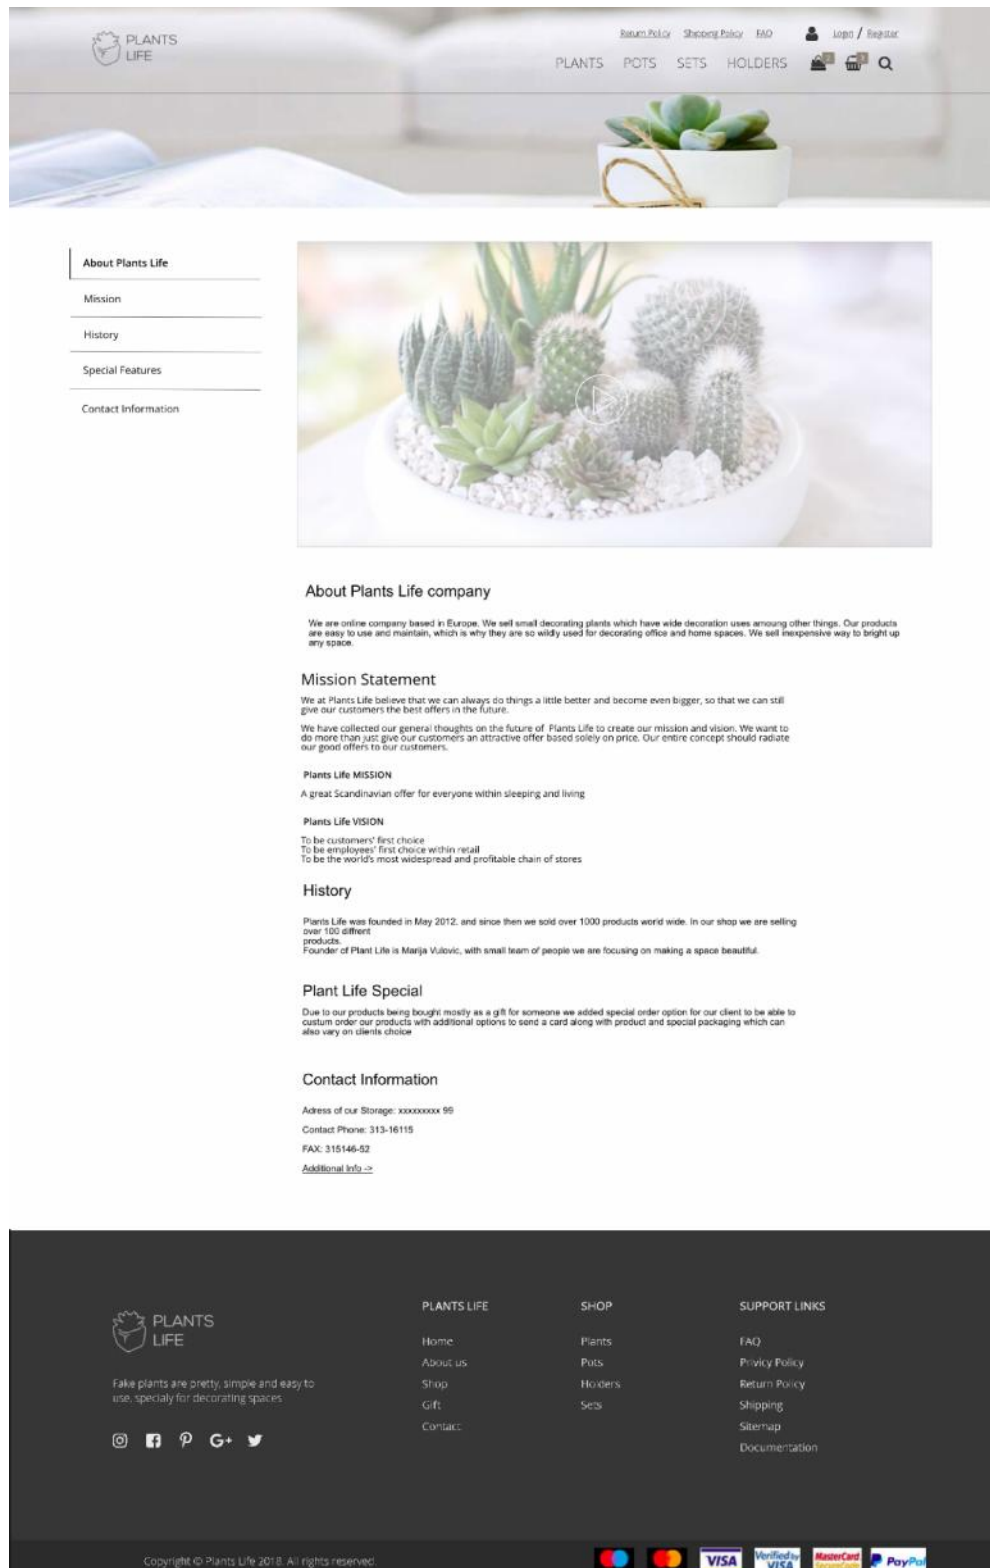 PLANTS
LIFE
Return Policy Shipping Policy FAQ Login / Register
PLANTS POTS SETS HOLDERS
About Plants Life
Mission
History
Special Features
Contact Information
About Plants Life company
We are online company based in Europe. We sell small decorating plants which have wide decoration uses amoung other things. Our products
are easy to use and maintain, which is why they are so wildly used for decorating office and home spaces. We sell inexpensive way to bright up
any space.
Mission Statement
We at Plants Life believe that we can always do things a little better and become even bigger, so that we can still
give our customers the best offers in the future.
We have collected our general thoughts on the future of Plants Life to create our mission and vision. We want to
do more than just give our customers an attractive offer based solely on price. Our entire concept should radiate
our good offers to our customers.
Plants Life MISSION
A great Scandinavian offer for everyone within sleeping and living
Plants Life VISION
To be customers' first choice
To be employees' first choice within retail
To be the world's most widespread and profitable chain of stores
History
Plants Life was founded in May 2012. and since then we sold over 1000 products world wide. In our shop we are selling
over 100 diffrent
products.
Founder of Plant Life is Marija Vulovic, with small team of people we are focusing on making a space beautiful.
Plant Life Special
Due to our products being bought mostly as a gift for someone we added special order option for our client to be able to
custum order our products with additional options to send a card along with product and special packaging which can
also vary on clients choice
Contact Information
Adress of our Storage: xxxxxxxxx 99
Contact Phone: 313-16115
FAX: 315146-52
Additional Info ->
PLANTS
LIFE
Fake plants are pretty, simple and easy to
use, specialy for decorating spaces
PLANTS LIFE
Home
About us
Shop
Gift
Contact
SHOP
Plants
Pots
Holders
Sets
SUPPORT LINKS
FAQ
Privicy Policy
Return Policy
Shipping
Sitemap
Documentation
Copyright © Plants Life 2018. All rights reserved.
VISA Verified by VISA MasterCard SecureCode PayPal